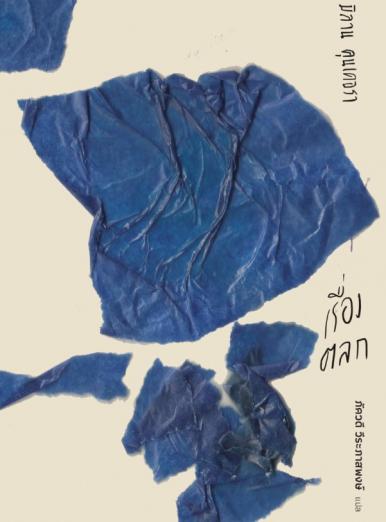 มิลาน คุนเดอรา
เรื่อง
ตลก
ภัควดี วีระภาสพงษ์ แปล